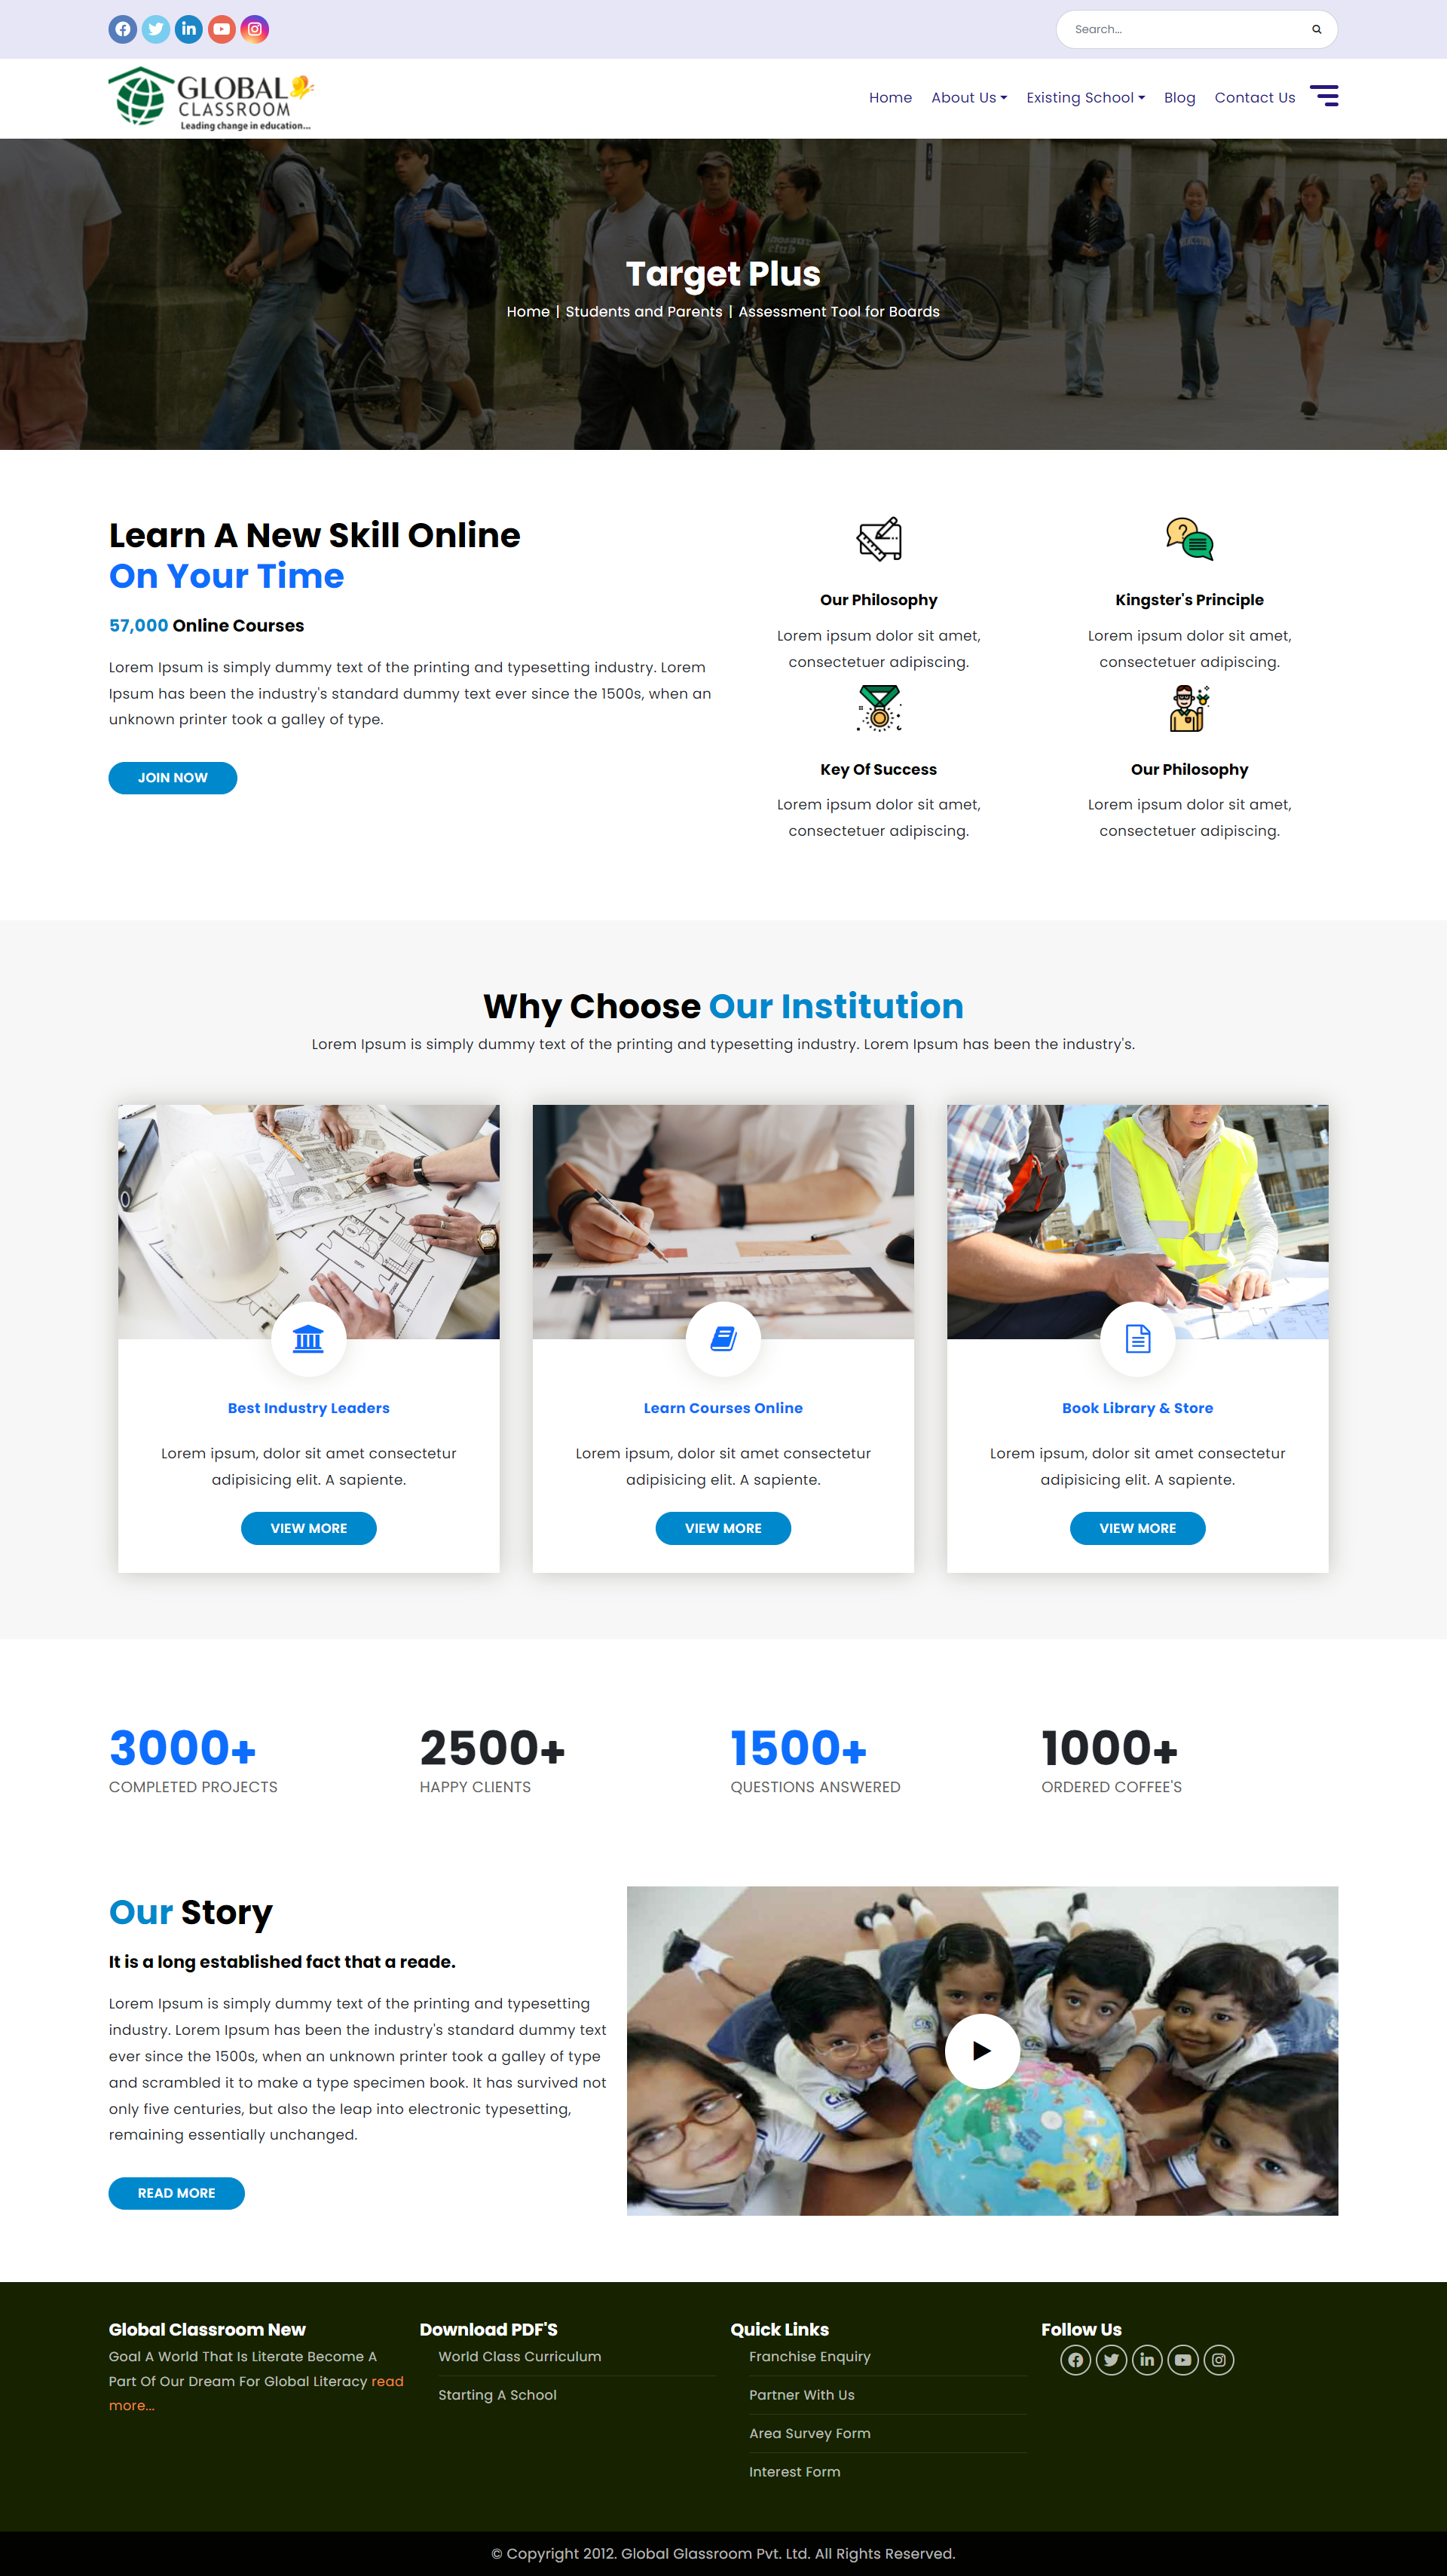 Search...
GLOBAL
CLASSROOM
Leading change in education...
Home About Us Existing School Blog Contact Us
Target Plus
Home | Students and Parents | Assessment Tool for Boards
Learn A New Skill Online
On Your Time
57,000 Online Courses
Lorem Ipsum is simply dummy text of the printing and typesetting industry. Lorem
Ipsum has been the industry's standard dummy text ever since the 1500s, when an
unknown printer took a galley of type.
JOIN NOW
Our Philosophy
Lorem ipsum dolor sit amet,
consectetuer adipiscing.
Kingster's Principle
Lorem ipsum dolor sit amet,
consectetuer adipiscing.
Key Of Success
Lorem ipsum dolor sit amet,
consectetuer adipiscing.
Our Philosophy
Lorem ipsum dolor sit amet,
consectetuer adipiscing.
Why Choose Our Institution
Lorem Ipsum is simply dummy text of the printing and typesetting industry. Lorem Ipsum has been the industry's.
Best Industry Leaders
Lorem ipsum, dolor sit amet consectetur
adipisicing elit. A sapiente.
VIEW MORE
Learn Courses Online
Lorem ipsum, dolor sit amet consectetur
adipisicing elit. A sapiente.
VIEW MORE
Book Library & Store
Lorem ipsum, dolor sit amet consectetur
adipisicing elit. A sapiente.
VIEW MORE
3000+
COMPLETED PROJECTS
2500+
HAPPY CLIENTS
1500+
QUESTIONS ANSWERED
1000+
ORDERED COFFEE'S
Our Story
It is a long established fact that a reade.
Lorem Ipsum is simply dummy text of the printing and typesetting
industry. Lorem Ipsum has been the industry's standard dummy text
ever since the 1500s, when an unknown printer took a galley of type
and scrambled it to make a type specimen book. It has survived not
only five centuries, but also the leap into electronic typesetting,
remaining essentially unchanged.
READ MORE
Global Classroom New
Goal A World That Is Literate Become A
Part Of Our Dream For Global Literacy read
more...
Download PDF'S
World Class Curriculum
Starting A School
Quick Links
Franchise Enquiry
Partner With Us
Area Survey Form
Interest Form
Follow Us
© Copyright 2012. Global Glassroom Pvt. Ltd. All Rights Reserved.